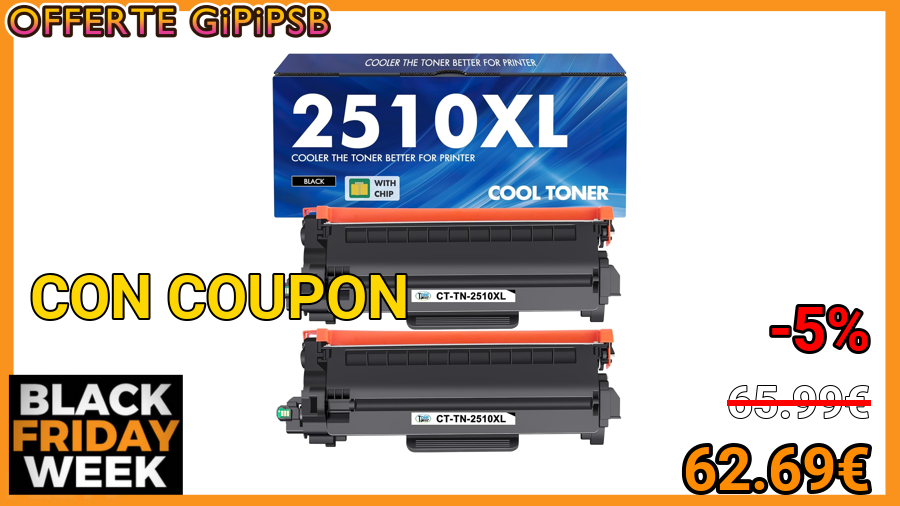 OFFERTE GiPiPSB
COOLER THE TONER BETTER FOR PRINTER
2510XL
COOLER THE TONER BETTER FOR PRINTER
BLACK
WITH
CHIP
COOL TONER
CON COUPON
CT-TN-2510XL
-5%
65.99€
BLACK
FRIDAY
WEEK
CT-TN-2510XL
62.69€